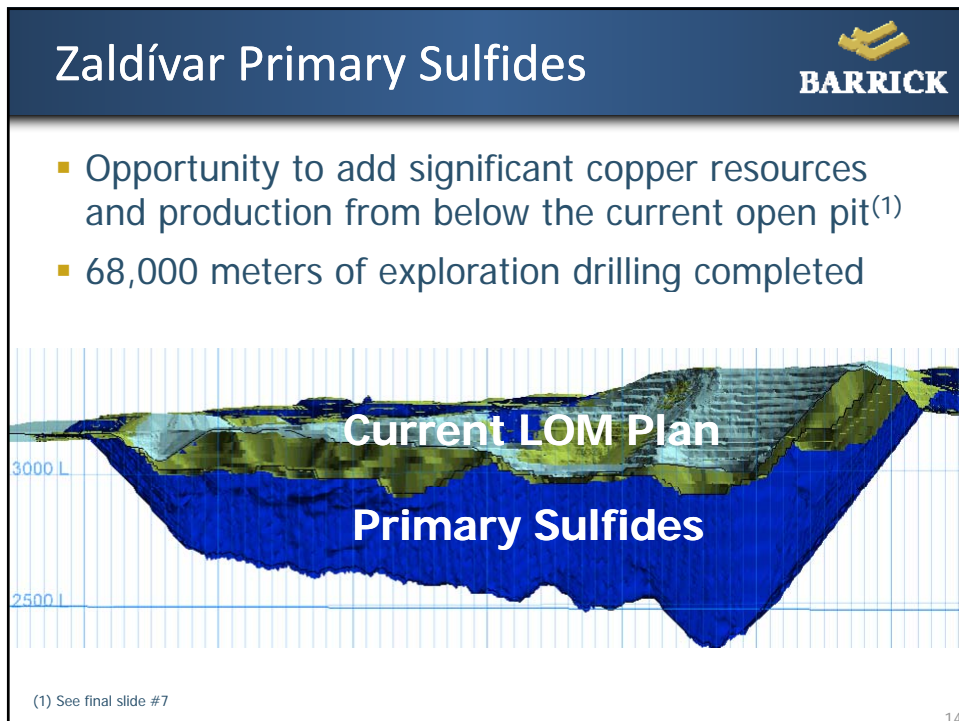 Zaldívar Primary Sulfides
BARRICK
▪ Opportunity to add significant copper resources
and production from below the current open pit(1)
▪ 68,000 meters of exploration drilling completed
Current LOM Plan
3000 L
Primary Sulfides
2500 L
(1) See final slide #7
14